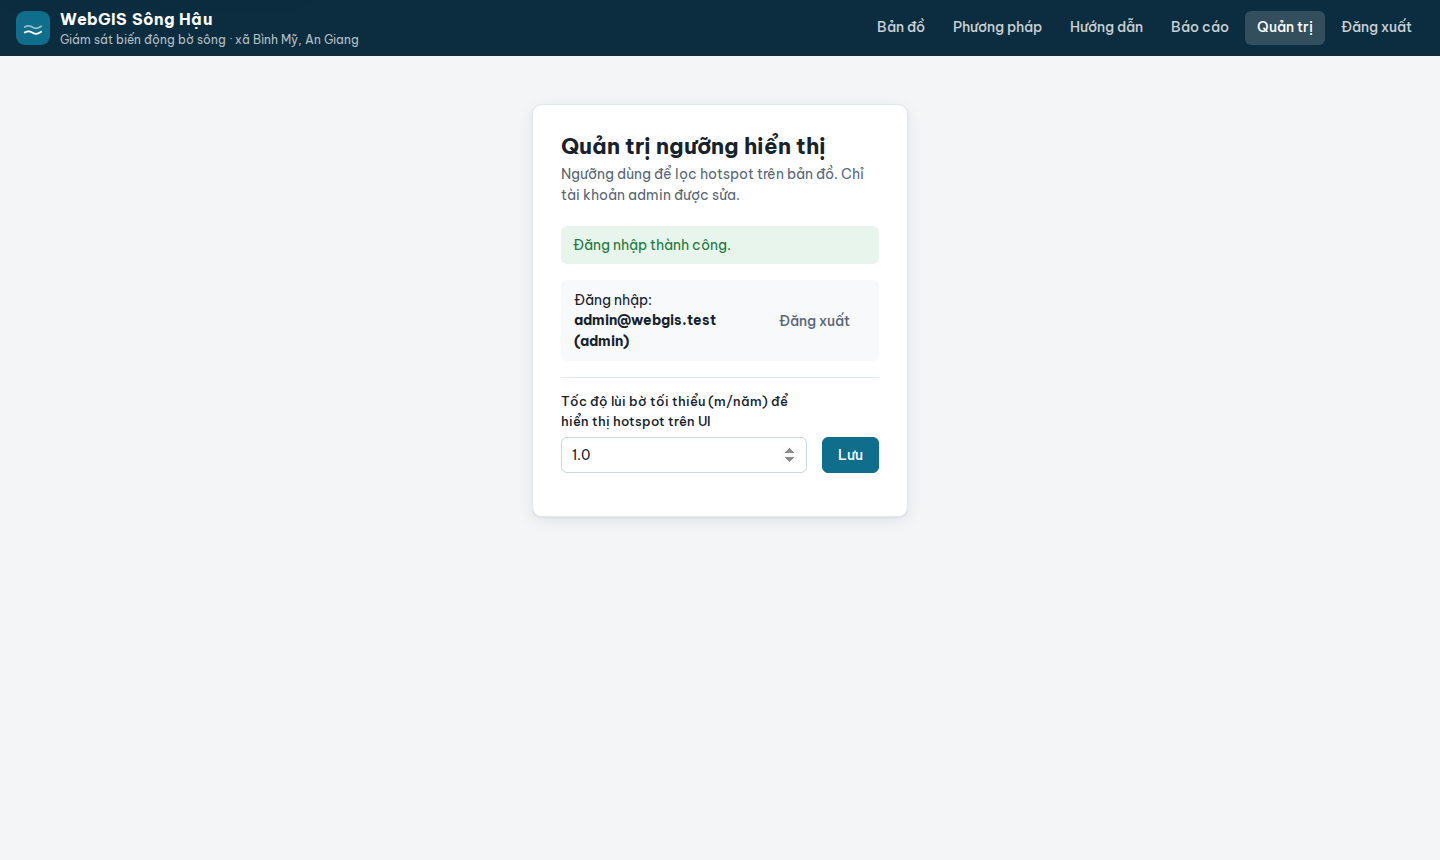 WebGIS Sông Hậu
Giám sát biến động bờ sông · xã Bình Mỹ, An Giang
Bản đồ
Phương pháp
Hướng dẫn
Báo cáo
Quản trị
Đăng xuất
Quản trị ngưỡng hiển thị
Ngưỡng dùng để lọc hotspot trên bản đồ. Chỉ
tài khoản admin được sửa.
Đăng nhập thành công.
Đăng nhập:
admin@webgis.test
(admin)
Đăng xuất
Tốc độ lùi bờ tối thiểu (m/năm) để
hiển thị hotspot trên UI
1.0
Lưu